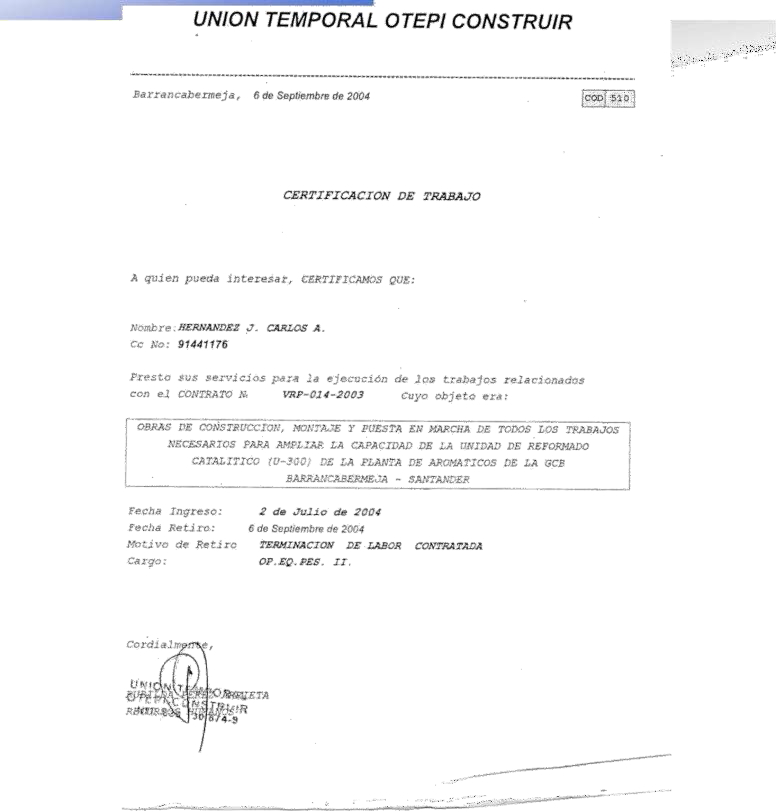 UNION TEMPORAL OTEPI CONSTRUIR
Barrancabermeja, 6 de Septiembre de 2004
COD 510
CERTIFICACION DE TRABAJO
A quien pueda interesar, CERTIFICAMOS QUE:
Nombre: HERNANDEZ J. CARLOS A.
Cc No: 91441176
Presto sus servicios para la ejecución de los trabajos relacionados
con el CONTRATO № VRP-014-2003 Cuyo objeto era:
OBRAS DE CONSTRUCCION, MONTAJE Y PUESTA EN MARCHA DE TODOS LOS TRABAJOS
NECESARIOS PARA AMPLIAR LA CAPACIDAD DE LA UNIDAD DE REFORMADO
CATALITICO (U-300) DE LA PLANTA DE AROMATICOS DE LA GCB
BARRANCABERMEJA - SANTANDER
Fecha Ingreso: 2 de Julio de 2004
Fecha Retiro: 6 de Septiembre de 2004
Motivo de Retiro TERMINACION DE LABOR CONTRATADA
Cargo: OP.EQ.PES. II.
Cordialmente,
UNION TEMPORAL
OTEPI CONSTRUIR